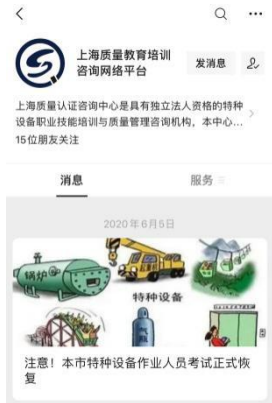 上海质量教育培训
咨询网络平台
发消息
上海质量认证咨询中心是具有独立法人资格的特种
设备职业技能培训与质量管理咨询机构，本中心...
15位朋友关注
消息
服务
2020年6月5日
锅炉
特种设备
气瓶
注意！本市特种设备作业人员考试正式恢
复